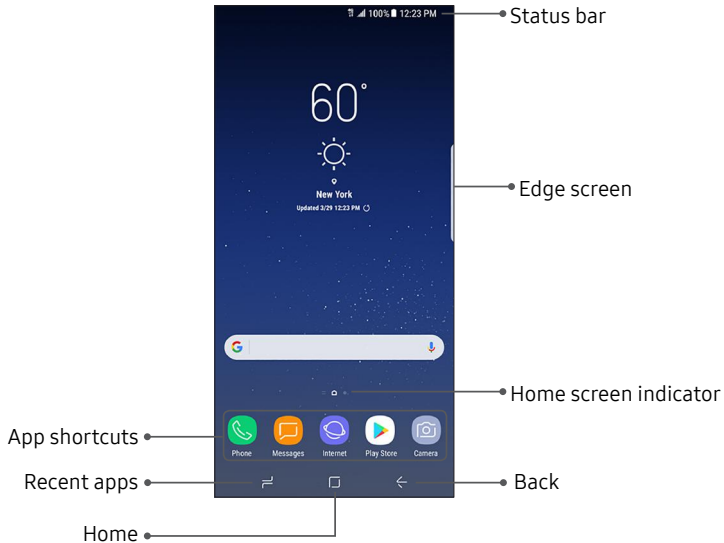 100% 12:23 PM
Status bar
60°
Edge screen
New York
Updated 3/29 12:23 PM
G
Home screen indicator
App shortcuts
Phone Messages Internet Play Store Camera
Recent apps
Back
Home